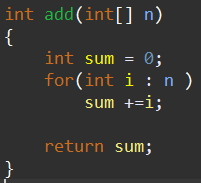 int add(int[] n)
{
    int sum = 0;
    for(int i : n )
        sum +=i;

    return sum;
}